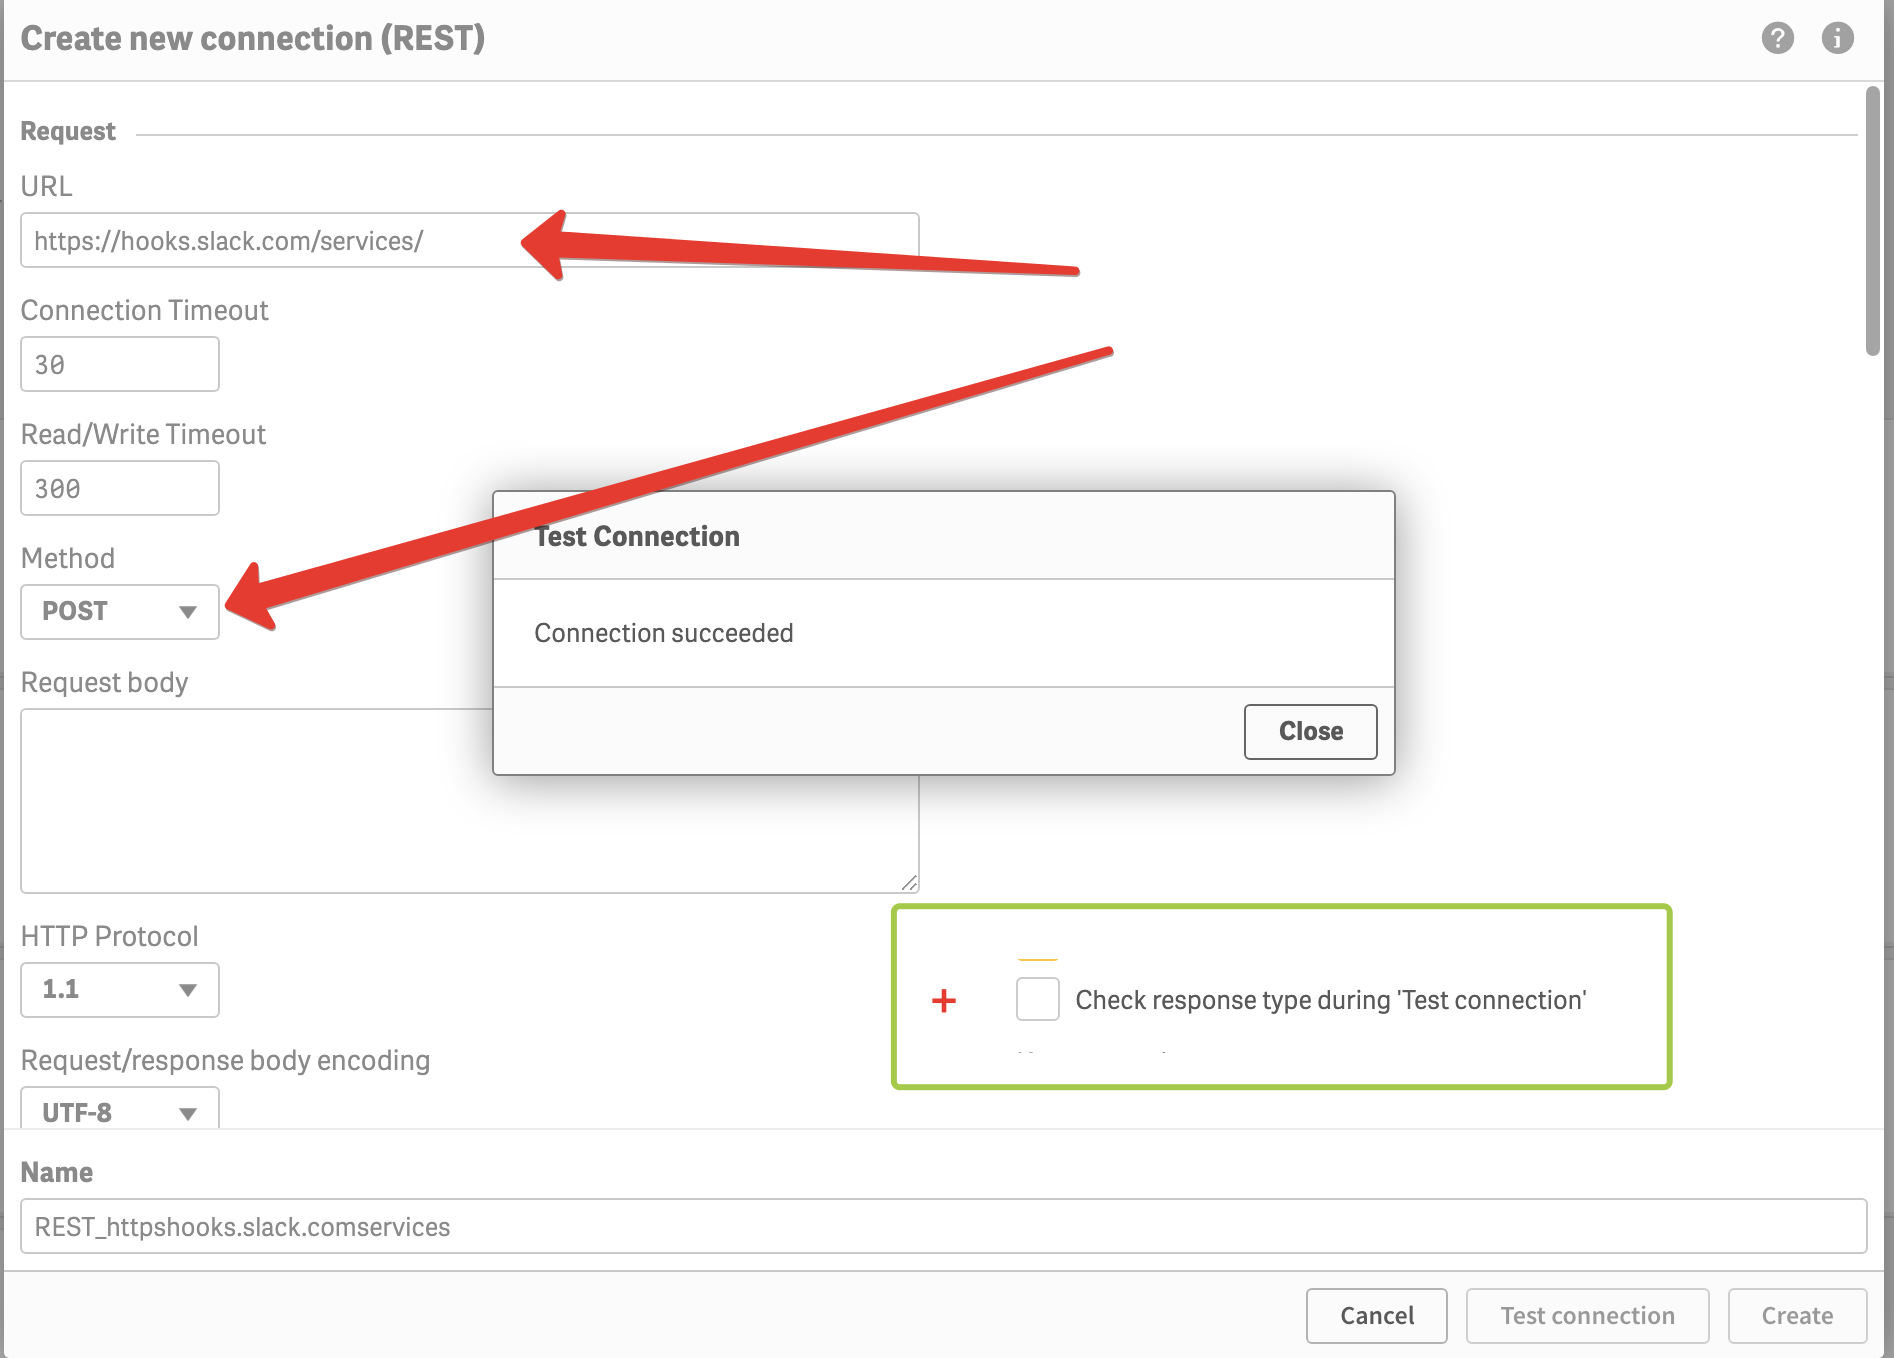 Create new connection (REST)
Request
URL
https://hooks.slack.com/services/
Connection Timeout
30
Read/Write Timeout
300
Method
POST
Test Connection
Connection succeeded
Close
Request body
HTTP Protocol
1.1
+ Check response type during 'Test connection'
Request/response body encoding
UTF-8
Name
REST_httpshooks.slack.comservices
Cancel
Test connection
Create